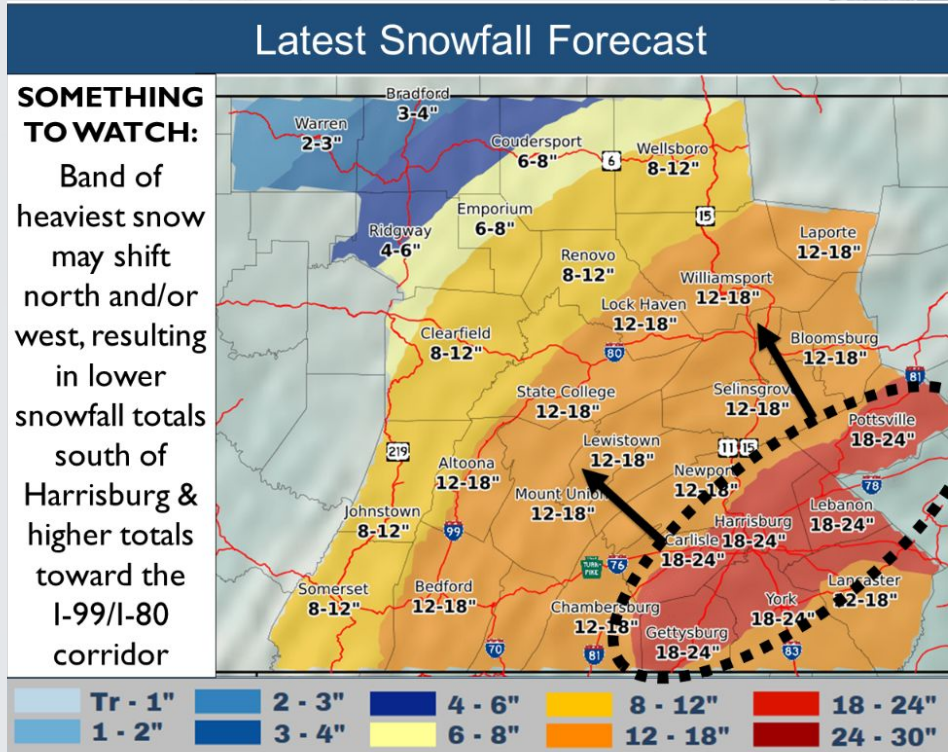 Latest Snowfall Forecast
SOMETHING
TO WATCH:
Band of
heaviest snow
may shift
north and/or
west, resulting
in lower
snowfall totals
south of
Harrisburg &
higher totals
toward the
I-99/I-80
corridor
Bradford
3-4"
Warren
2-3"
Coudersport
6-8"
6
Wellsboro
8-12"
Emporium
6-8"
15
Ridgway
4-6"
Laporte
12-18"
Renovo
8-12"
Williamsport
12-18"
Lock Haven
12-18"
Clearfield
8-12"
Bloomsburg
12-18"
80
81
State College
12-18"
Selinsgrove
12-18"
Pottsville
18-24"
219
Lewistown
12-18"
11 15
Altoona
12-18"
Newport
12-18"
78
Mount Union
12-18"
Lebanon
18-24"
Johnstown
8-12"
99
Harrisburg
18-24"
Carlisle
18-24"
TURN-
PIKE
76
Somerset
8-12"
Bedford
12-18"
Lancaster
12-18"
Chambersburg
12-18"
York
18-24"
Gettysburg
18-24"
70
81
83
Tr - 1" 2 - 3" 4 - 6" 8 - 12" 18 - 24"
1 - 2" 3 - 4" 6 - 8" 12 - 18" 24 - 30"